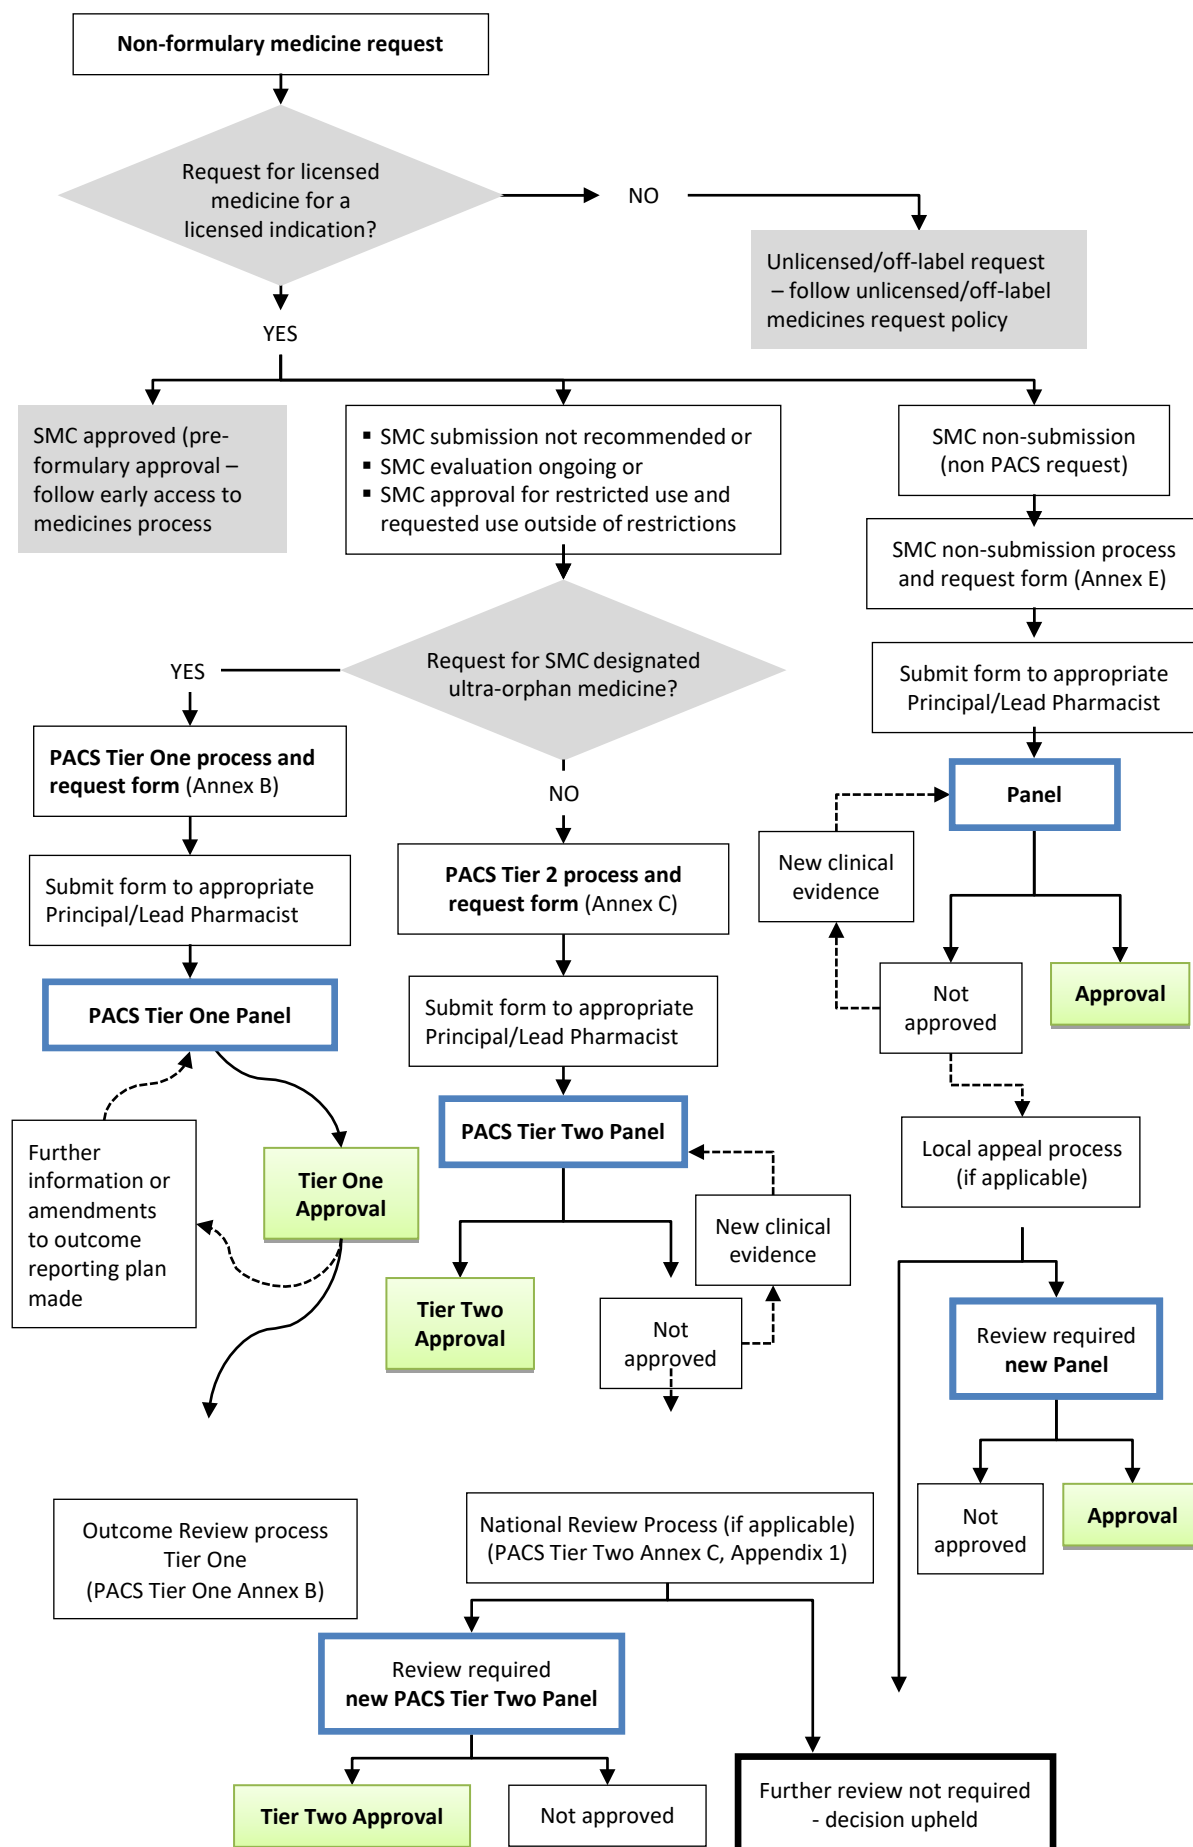 Non-formulary medicine request
Request for licensed
medicine for a
licensed indication?
NO
Unlicensed/off-label request
– follow unlicensed/off-label
medicines request policy
YES
SMC approved (pre-
formulary approval –
follow early access to
medicines process
▪ SMC submission not recommended or
▪ SMC evaluation ongoing or
▪ SMC approval for restricted use and
requested use outside of restrictions
SMC non-submission
(non PACS request)
SMC non-submission process
and request form (Annex E)
Request for SMC designated
ultra-orphan medicine?
YES
Submit form to appropriate
Principal/Lead Pharmacist
PACS Tier One process and
request form (Annex B)
NO
Panel
New clinical
evidence
Submit form to appropriate
Principal/Lead Pharmacist
PACS Tier 2 process and
request form (Annex C)
Not
approved
Approval
PACS Tier One Panel
Submit form to appropriate
Principal/Lead Pharmacist
PACS Tier Two Panel
Further
information or
amendments
to outcome
reporting plan
made
Tier One
Approval
Local appeal process
(if applicable)
New clinical
evidence
Tier Two
Approval
Not
approved
Review required
new Panel
Not
approved
Approval
Outcome Review process
Tier One
(PACS Tier One Annex B)
National Review Process (if applicable)
(PACS Tier Two Annex C, Appendix 1)
Review required
new PACS Tier Two Panel
Tier Two Approval
Not approved
Further review not required
- decision upheld